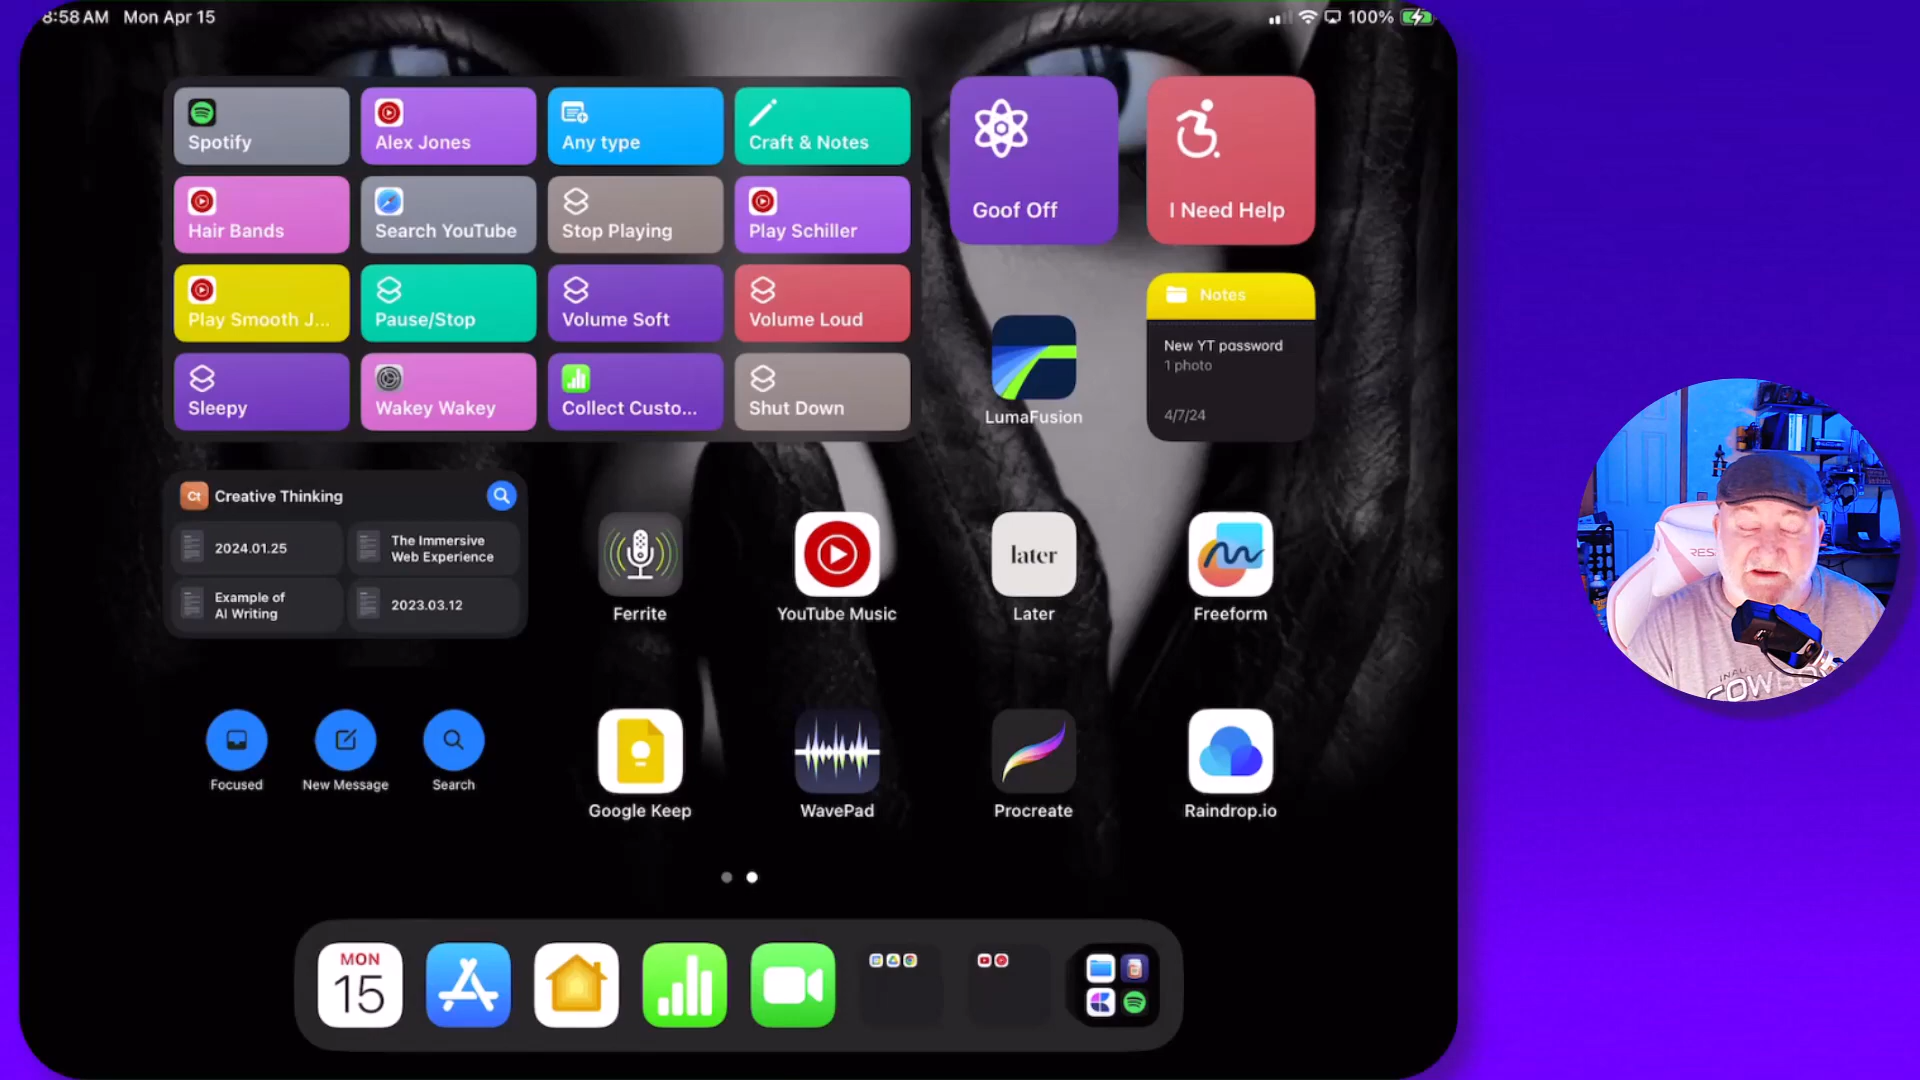 8:58 AM Mon Apr 15
100%
Spotify
Alex Jones
Any type
Craft & Notes
Hair Bands
Search YouTube
Stop Playing
Play Schiller
Play Smooth J...
Pause/Stop
Volume Soft
Volume Loud
Sleepy
Wakey Wakey
Collect Custo...
Shut Down
Goof Off
I Need Help
LumaFusion
Notes
New YT password
1 photo
4/7/24
Ct Creative Thinking
2024.01.25
The Immersive
Web Experience
Example of
AI Writing
2023.03.12
Ferrite
YouTube Music
later
Later
Freeform
Focused
New Message
Search
Google Keep
WavePad
Procreate
Raindrop.io
MON
15
RES
COWBO